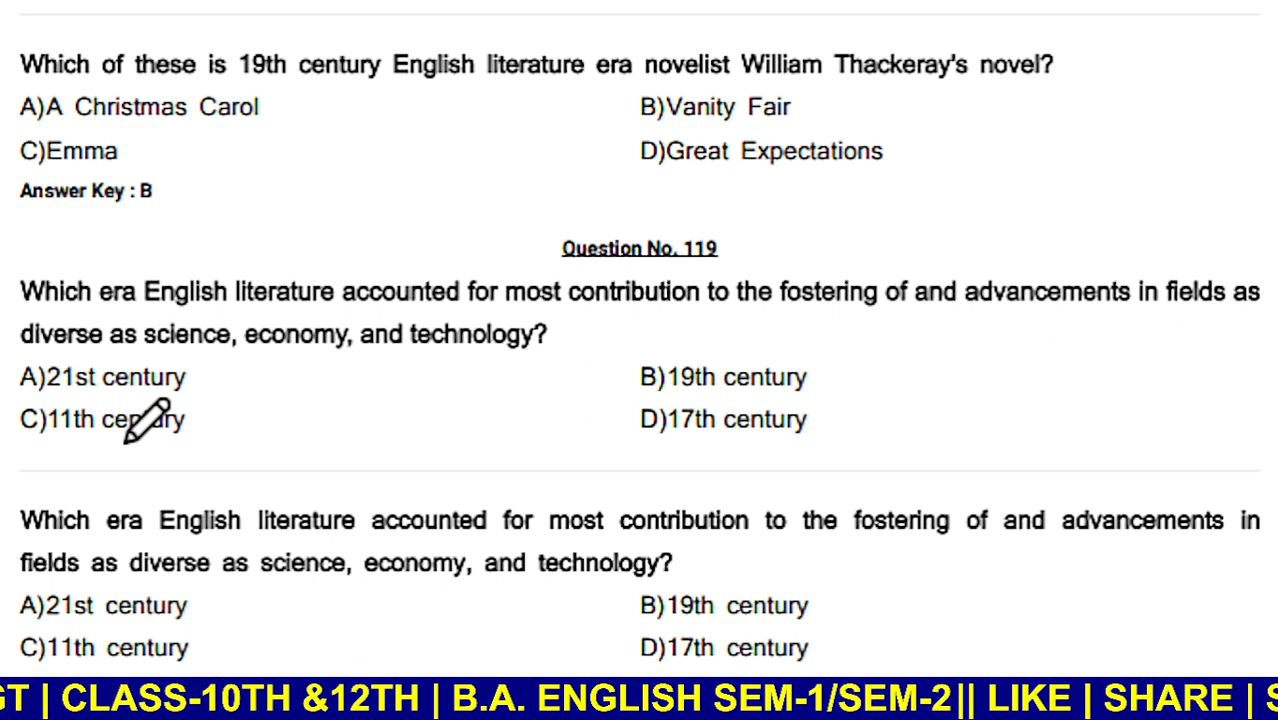 Which of these is 19th century English literature era novelist William Thackeray's novel?
A)A Christmas Carol B)Vanity Fair
C)Emma D)Great Expectations
Answer Key : B
Question No. 119
Which era English literature accounted for most contribution to the fostering of and advancements in fields as
diverse as science, economy, and technology?
A)21st century B)19th century
C)11th century D)17th century
Which era English literature accounted for most contribution to the fostering of and advancements in
fields as diverse as science, economy, and technology?
A)21st century B)19th century
C)11th century D)17th century
GT | CLASS-10TH &12TH | B.A. ENGLISH SEM-1/SEM-2|| LIKE | SHARE | S